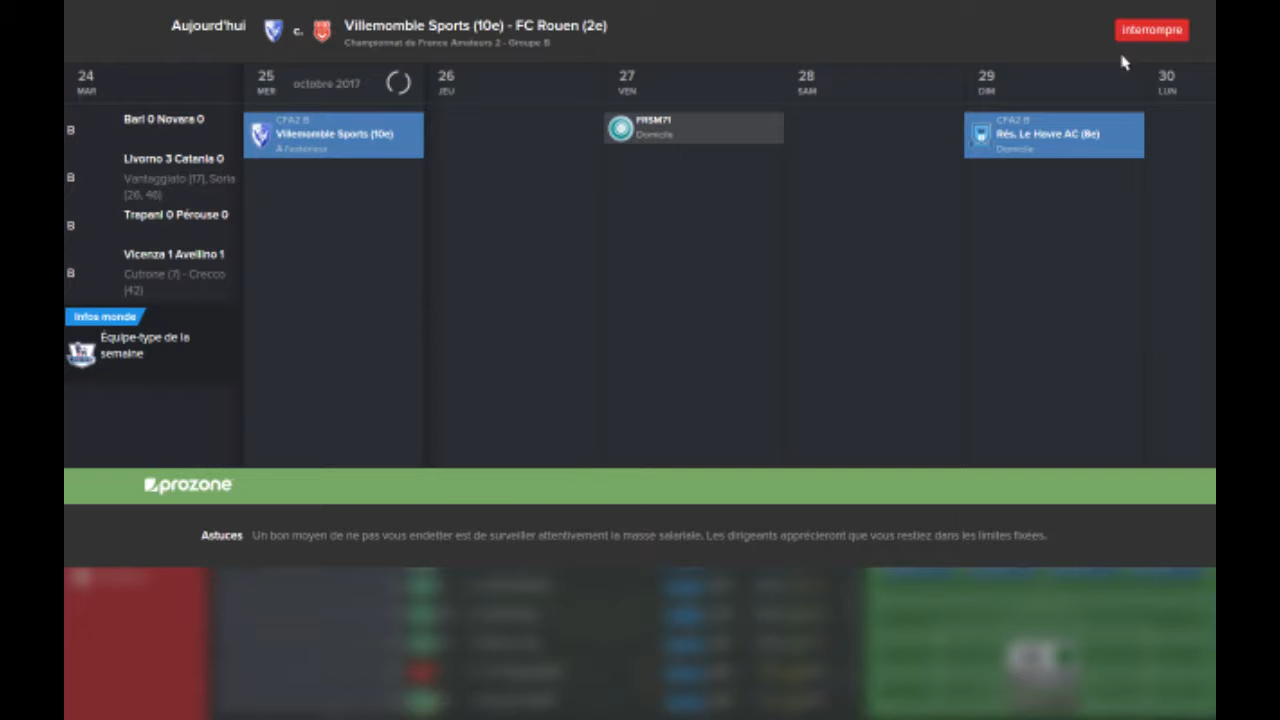 Aujourd'hui
c.
Villemomble Sports (10e) - FC Rouen (2e)
Championnat de France Amateurs 2 - Groupe B
interrompre
24
MAR
25
MER
octobre 2017
26
JEU
27
VEN
28
SAM
29
DIM
30
LUN
B
Bari 0 Novara 0
B
Livorno 3 Catania 0
Vantaggiato (17), Soria
(26, 46)
B
Trapani 0 Pérouse 0
B
Vicenza 1 Avellino 1
Cutrone (7) - Crecco
(42)
Infos monde
Équipe-type de la
semaine
CFA2 B
Villemomble Sports (10e)
À l'extérieur
FRSM71
Domicile
CFA2 B
Rés. Le Havre AC (8e)
Domicile
prozone
Astuces Un bon moyen de ne pas vous endetter est de surveiller attentivement la masse salariale. Les dirigeants apprécieront que vous restiez dans les limites fixées.